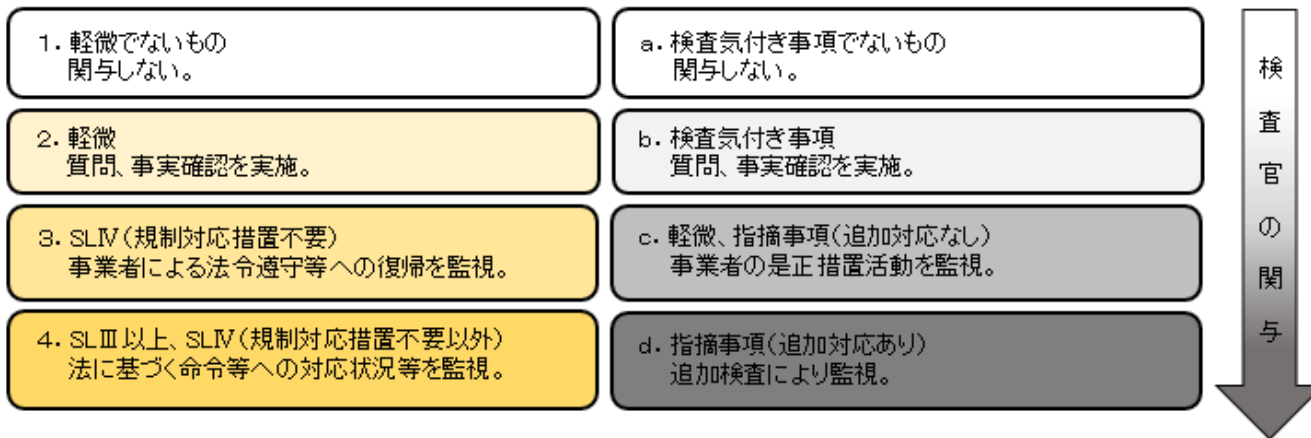 1. 軽微でないもの
関与しない。
2. 軽微
質問、事実確認を実施。
3. SLⅣ(規制対応措置不要)
事業者による法令遵守等への復帰を監視。
4. SLⅢ以上、SLⅣ(規制対応措置不要以外)
法に基づく命令等への対応状況等を監視。
a. 検査気付き事項でないもの
関与しない。
b. 検査気付き事項
質問、事実確認を実施。
c. 軽微、指摘事項(追加対応なし)
事業者の是正措置活動を監視。
d. 指摘事項(追加対応あり)
追加検査により監視。
検査官の関与